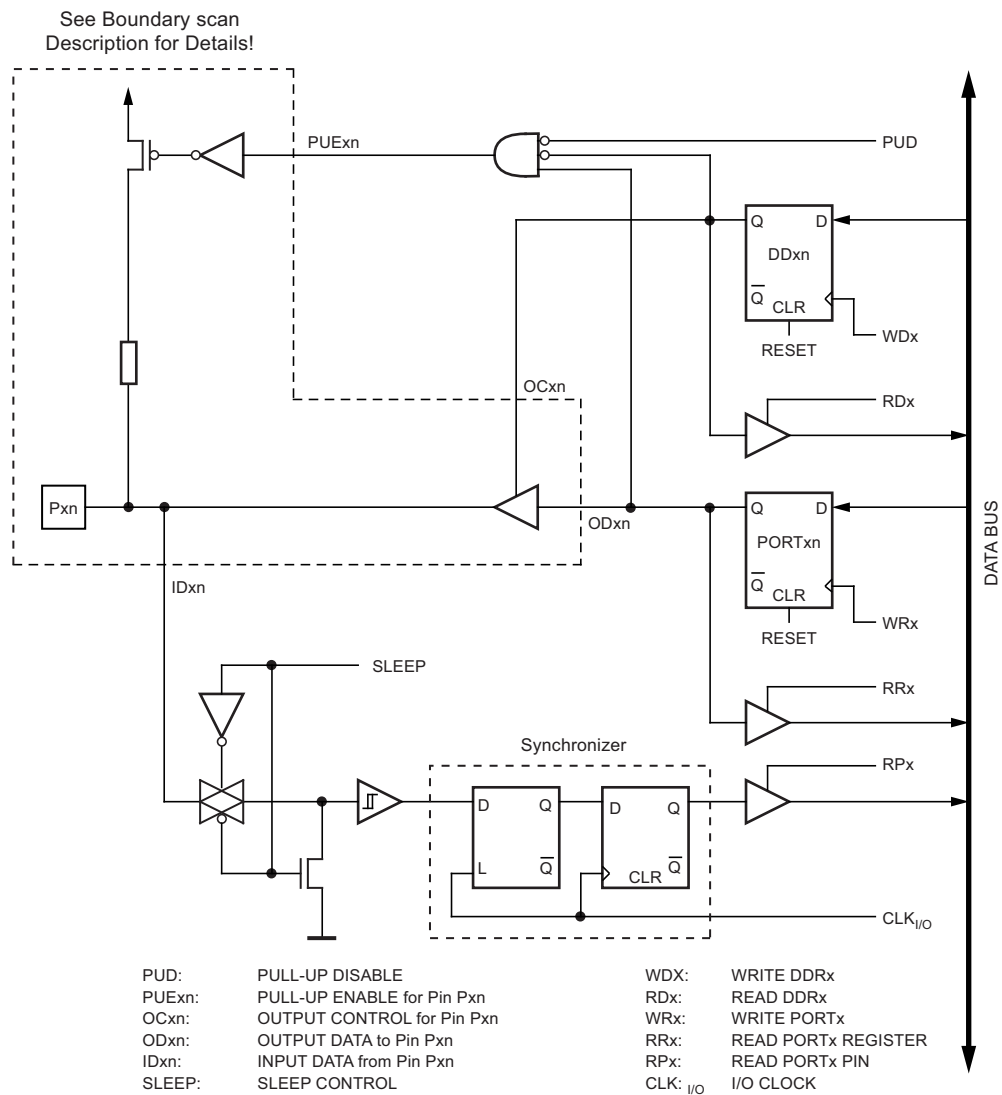 See Boundary scan
Description for Details!
PUExn
PUD
Q D
DDxn
Q
CLR
RESET
WDx
OCxn
RDx
Pxn
ODxn
Q D
PORTxn
Q
CLR
RESET
WRx
DATA BUS
IDxn
SLEEP
RRx
Synchronizer
RPx
D Q
L Q
D Q
CLR Q
CLK I/O
PUD: PULL-UP DISABLE
PUExn: PULL-UP ENABLE for Pin Pxn
OCxn: OUTPUT CONTROL for Pin Pxn
ODxn: OUTPUT DATA to Pin Pxn
IDxn: INPUT DATA from Pin Pxn
SLEEP: SLEEP CONTROL
WDX: WRITE DDRx
RDx: READ DDRx
WRx: WRITE PORTx
RRx: READ PORTx REGISTER
RPx: READ PORTx PIN
CLK: I/O I/O CLOCK